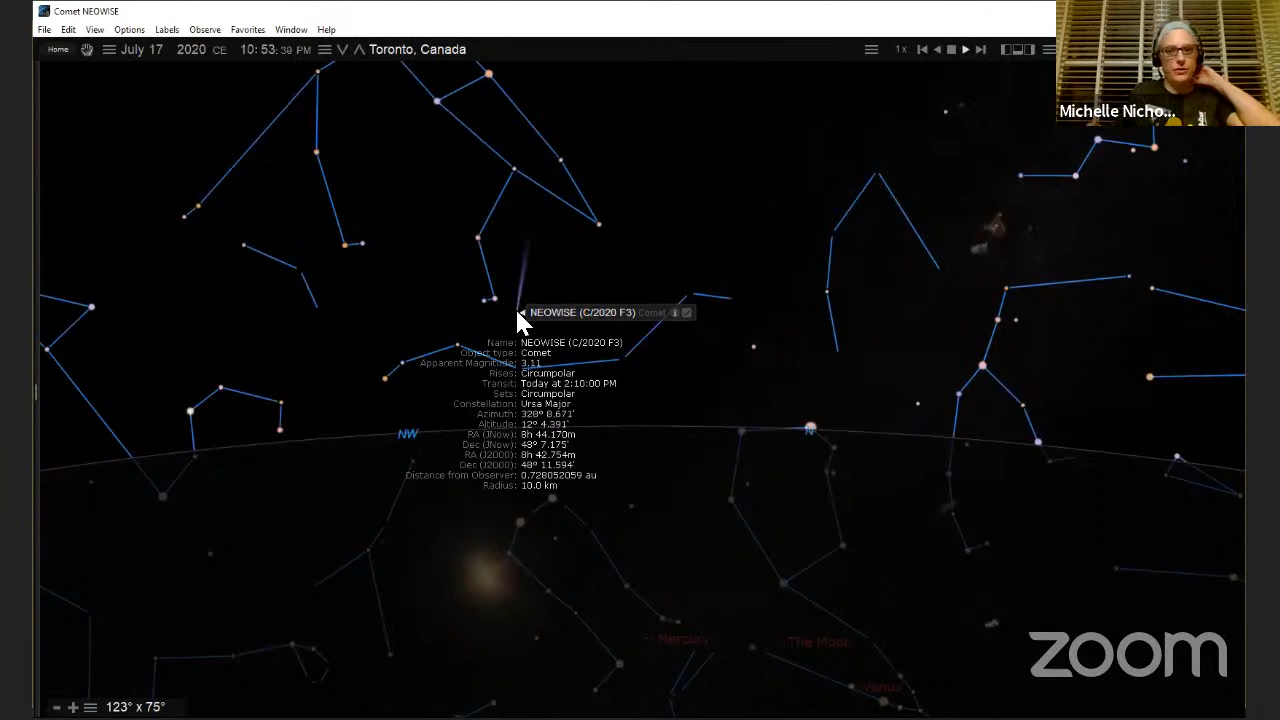 Comet NEOWISE
File Edit View Options Labels Observe Favorites Window Help
Home July 17 2020 CE 10:53:30 PM Toronto, Canada 1x
Michelle Nicho...
NEOWISE (C/2020 F3) Comet
Name: NEOWISE (C/2020 F3)
Object type: Comet
Apparent Magnitude: 3.11
Rises: Circumpolar
Transit: Today at 2:10:00 PM
Sets: Circumpolar
Constellation: Ursa Major
Azimuth: 328° 8.671'
Altitude: 12° 4.391'
NW
N
RA (JNow): 8h 44.170m
Dec (JNow): 48° 7.175'
RA (J2000): 8h 42.754m
Dec (J2000): 48° 11.594'
Distance from Observer: 0.728052059 au
Radius: 10.0 km
Mercury
The Moon
Venus
zoom
123° x 75°